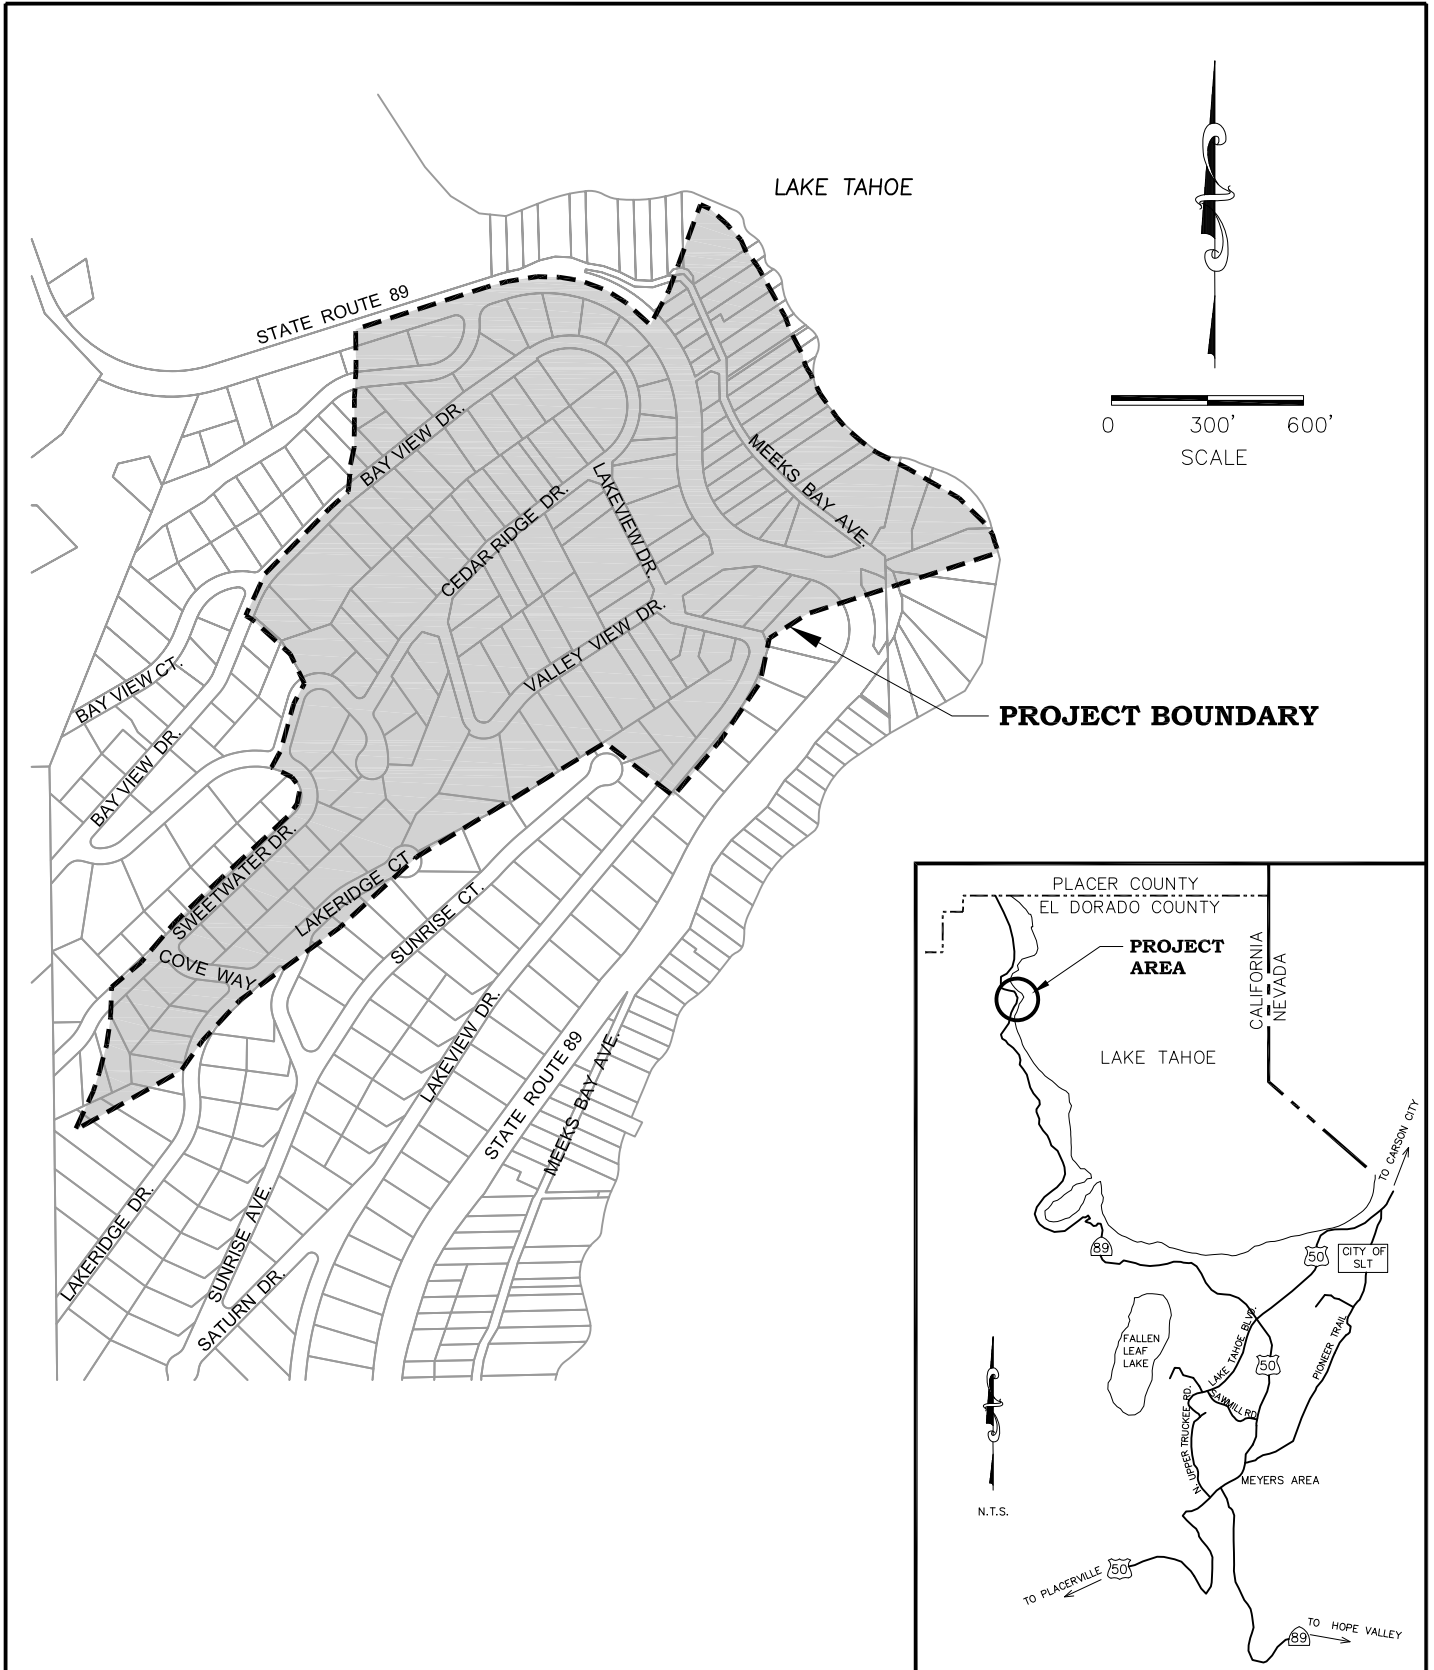 LAKE TAHOE
STATE ROUTE 89
0 300' 600'
SCALE
BAY VIEW DR.
MEEKS BAY AVE.
LAKEVIEW DR.
CEDAR RIDGE DR.
VALLEY VIEW DR.
BAY VIEW CT.
PROJECT BOUNDARY
BAY VIEW DR.
SWEETWATER DR.
LAKERIDGE CT
SUNRISE CT.
COVE WAY
LAKEVIEW DR.
STATE ROUTE 89
MEEKS BAY AVE.
LAKERIDGE DR.
SUNRISE AVE.
SATURN DR.
PLACER COUNTY
EL DORADO COUNTY
PROJECT
AREA
CALIFORNIA
NEVADA
LAKE TAHOE
TO CARSON CITY
89
50
CITY OF
SLT
FALLEN
LEAF
LAKE
LAKE TAHOE BLVD.
50
PIONEER TRAIL
SAWMILL RD.
N. UPPER TRUCKEE RD.
MEYERS AREA
N.T.S.
TO PLACERVILLE
50
TO HOPE VALLEY
89